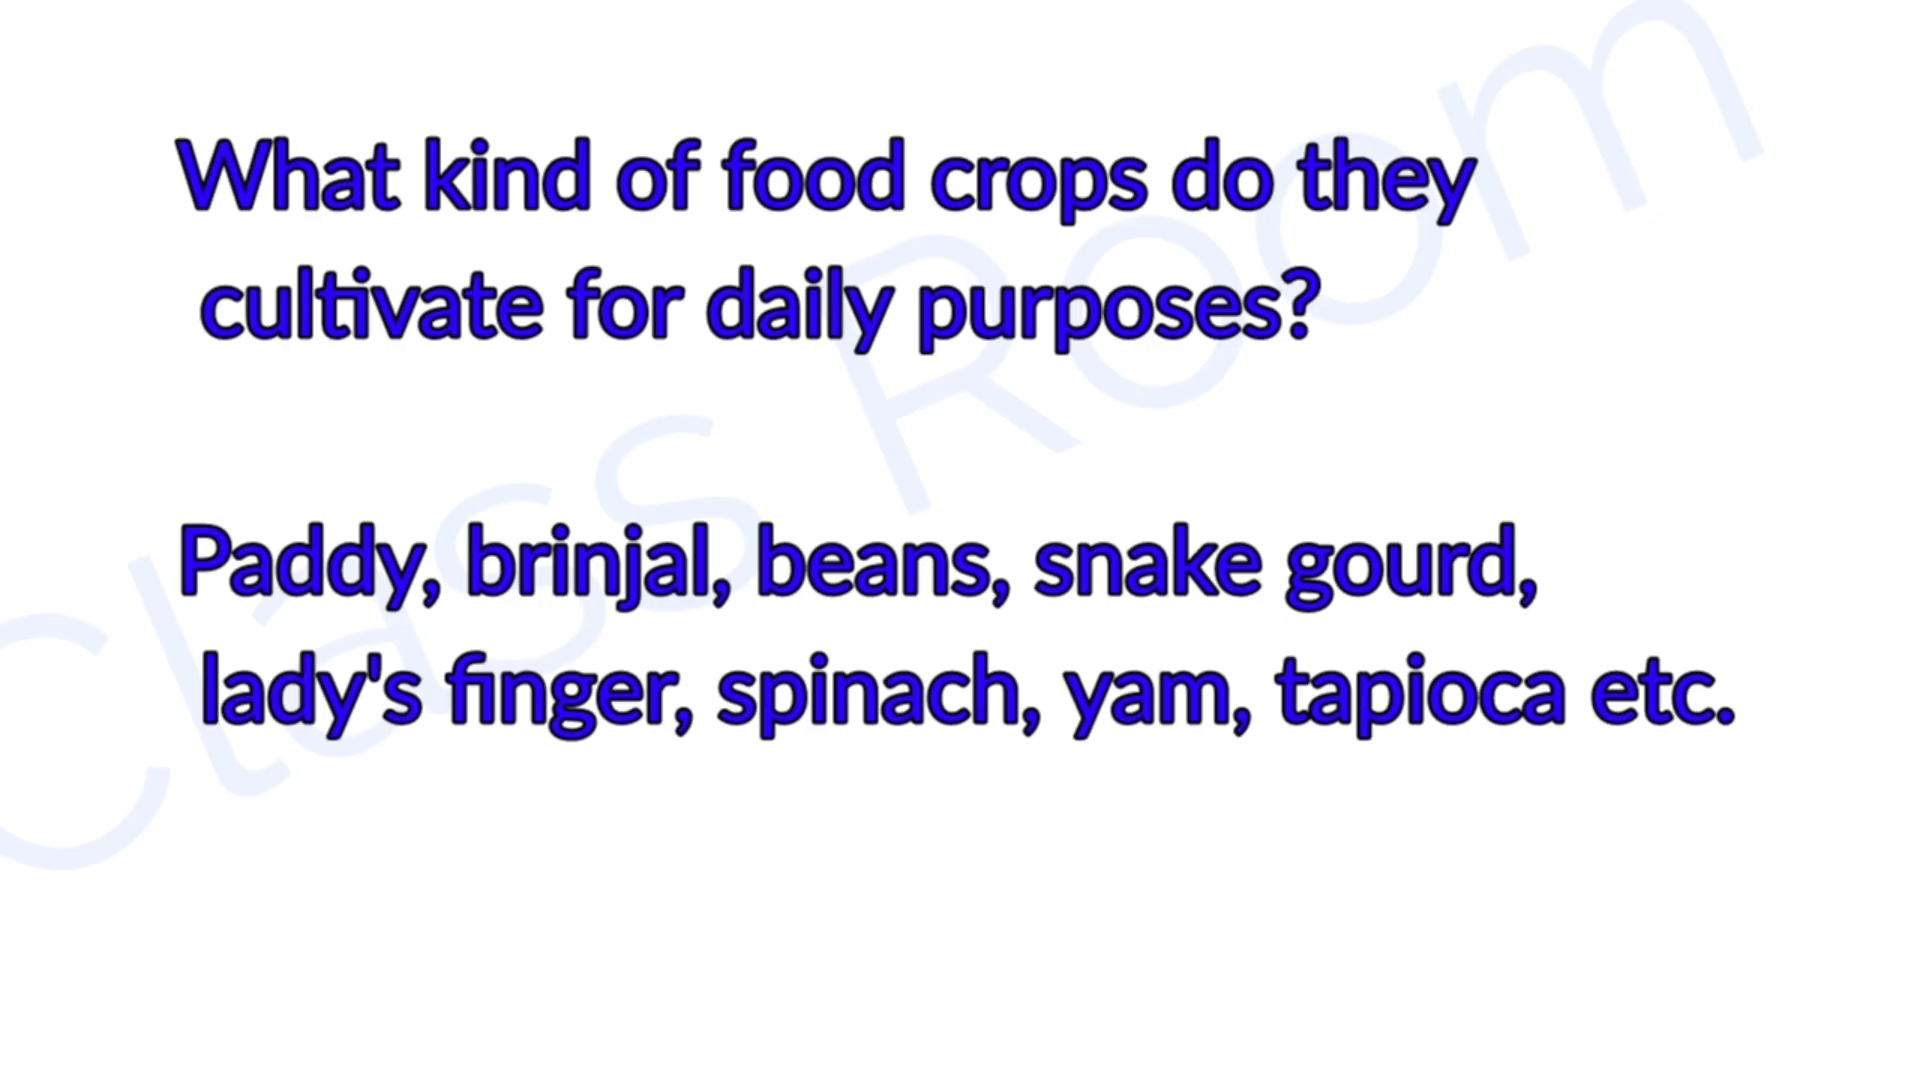 What kind of food crops do they
cultivate for daily purposes?
Paddy, brinjal, beans, snake gourd,
lady's finger, spinach, yam, tapioca etc.
Class Room